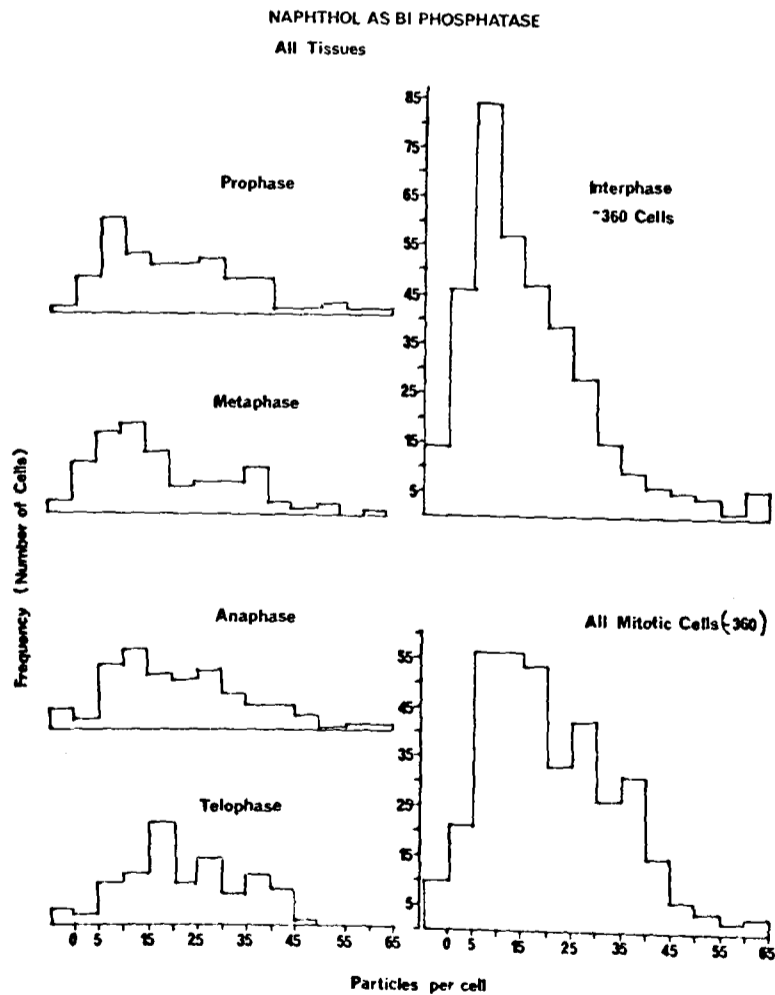 NAPHTHOL AS BI PHOSPHATASE
All Tissues
Prophase
Metaphase
Anaphase
Telophase
Frequency (Number of Cells)
0 5 15 25 35 45 55 65
85
75
65
55
45
35
25
15
5
Interphase
~360 Cells
All Mitotic Cells (~360)
55
45
35
29
15
5
0 5 15 25 35 45 55 65
Particles per cell